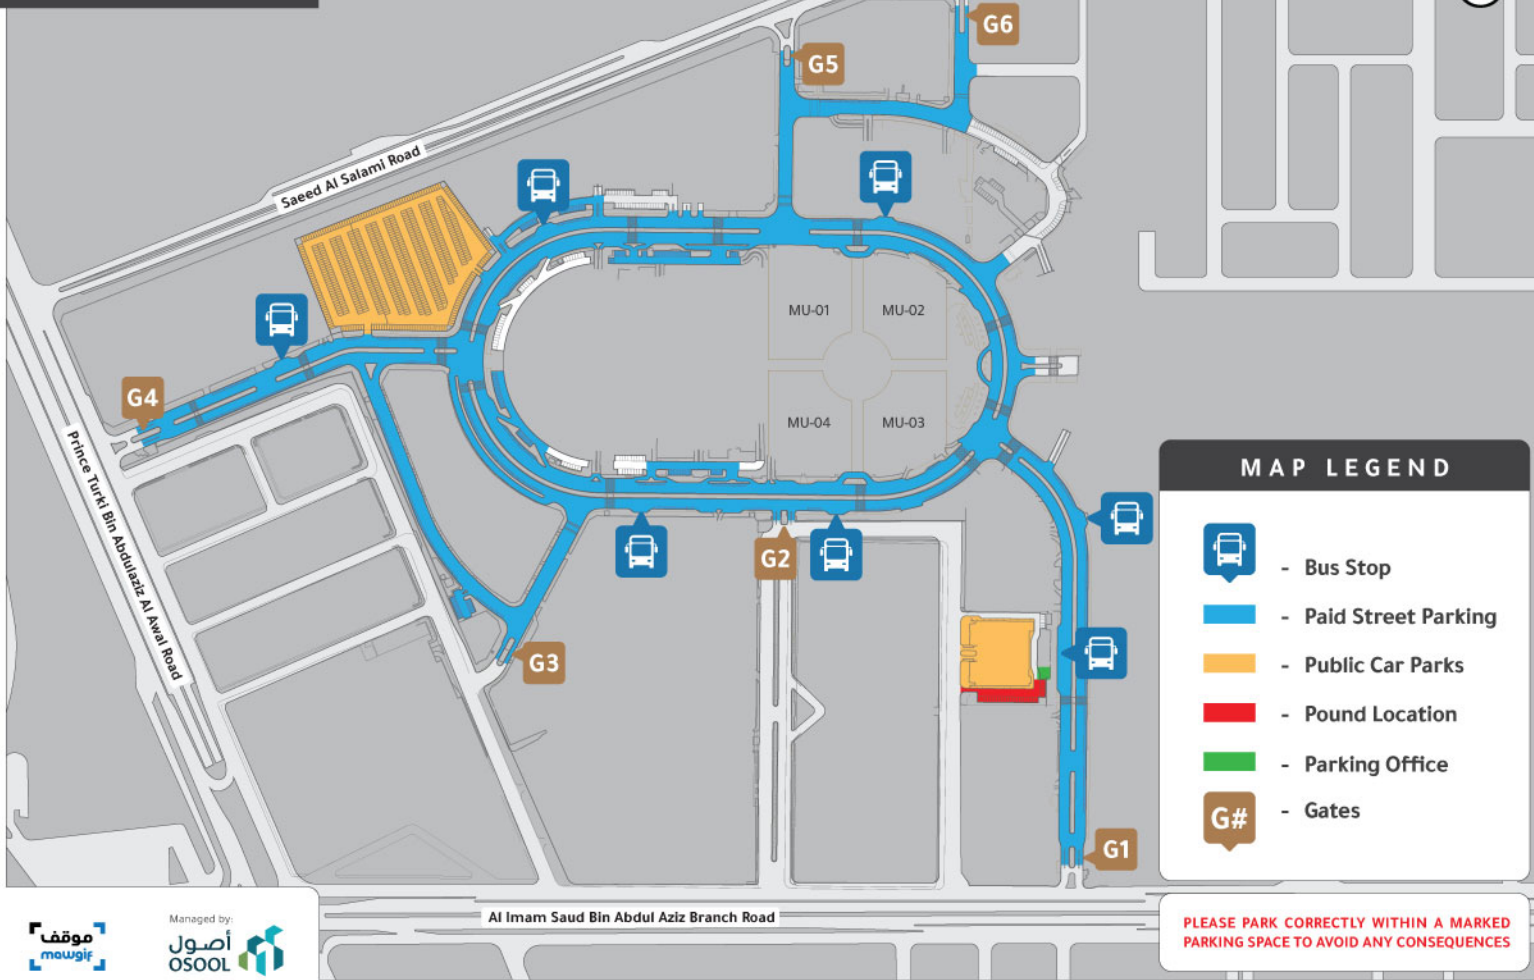 G6
G5
Saeed Al Salami Road
MU-01
MU-02
G4
MU-04
MU-03
Prince Turki Bin Abdulaziz Al Awal Road
G2
G3
G1
MAP LEGEND
- Bus Stop
- Paid Street Parking
- Public Car Parks
- Pound Location
- Parking Office
G# - Gates
Al Imam Saud Bin Abdul Aziz Branch Road
PLEASE PARK CORRECTLY WITHIN A MARKED
PARKING SPACE TO AVOID ANY CONSEQUENCES
موقف
mawgif
Managed by:
أصول
OSOOL